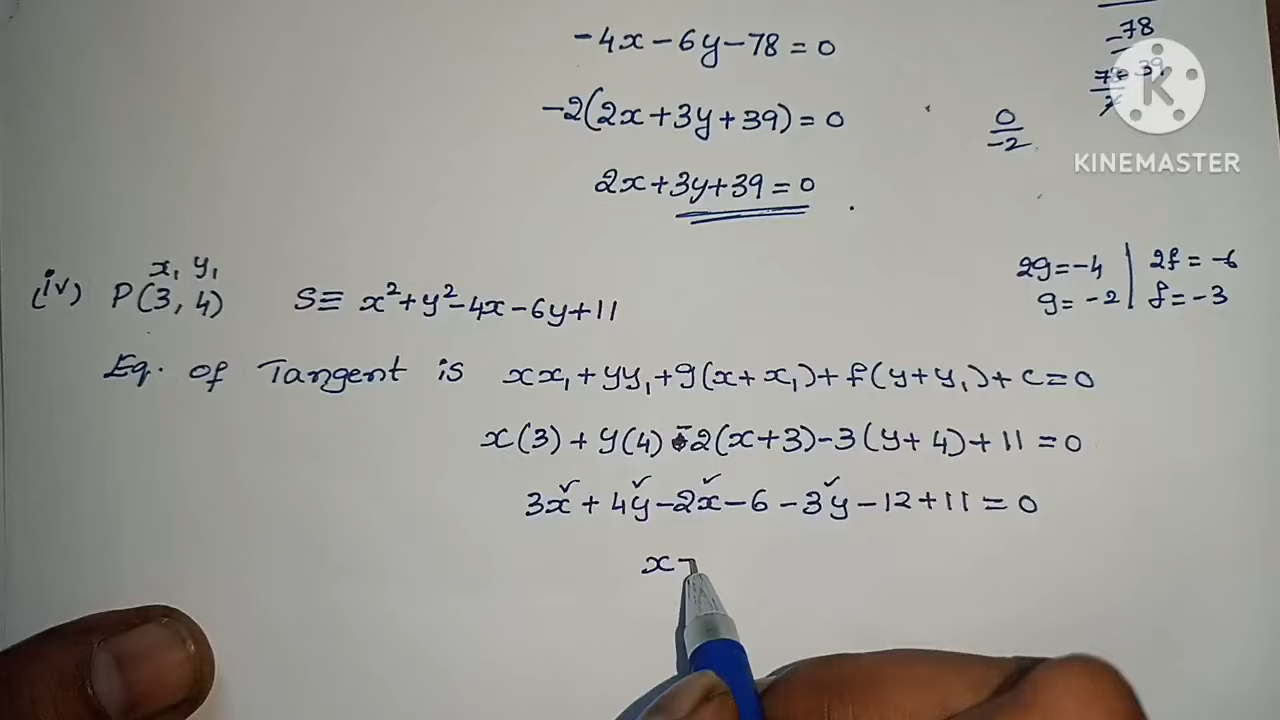 -4x-6y-78=0
-2(2x+3y+39)=0
2x+3y+39=0
-78
39
0/-2
K
KINEMASTER
x₁ y₁
(iv) P(3, 4) S≡ x²+y²-4x-6y+11
2g=-4 | 2f=-6
g=-2 | f=-3
Eq. of Tangent is xx₁+yy₁+g(x+x₁)+f(y+y₁)+c=0
x(3)+y(4)-2(x+3)-3(y+4)+11=0
3x+4y-2x-6-3y-12+11=0
x